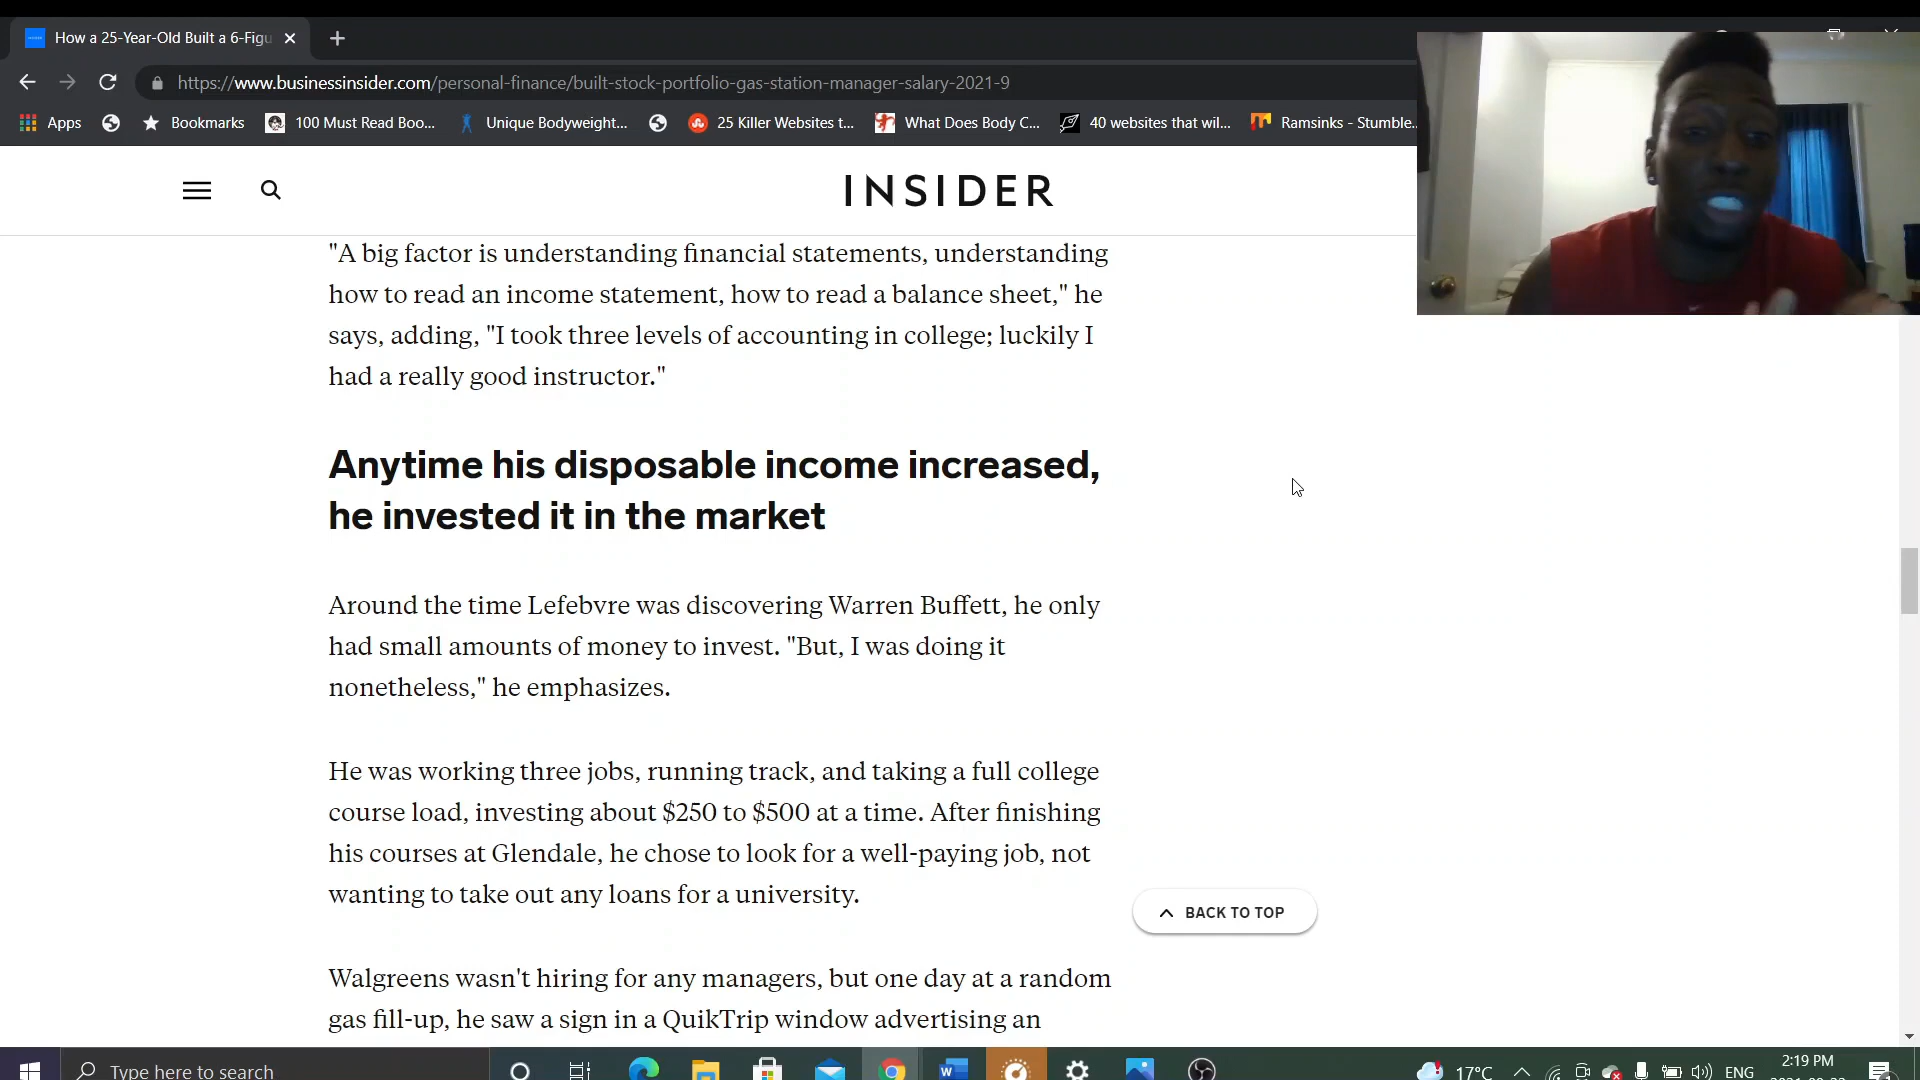 How a 25-Year-Old Built a 6-Figu
https://www.businessinsider.com/personal-finance/built-stock-portfolio-gas-station-manager-salary-2021-9
Apps Bookmarks 100 Must Read Boo... Unique Bodyweight... 25 Killer Websites t... What Does Body C... 40 websites that wil... Ramsinks - Stumble...
INSIDER
"A big factor is understanding financial statements, understanding
how to read an income statement, how to read a balance sheet," he
says, adding, "I took three levels of accounting in college; luckily I
had a really good instructor."
Anytime his disposable income increased,
he invested it in the market
Around the time Lefebvre was discovering Warren Buffett, he only
had small amounts of money to invest. "But, I was doing it
nonetheless," he emphasizes.
He was working three jobs, running track, and taking a full college
course load, investing about $250 to $500 at a time. After finishing
his courses at Glendale, he chose to look for a well-paying job, not
wanting to take out any loans for a university.
BACK TO TOP
Walgreens wasn't hiring for any managers, but one day at a random
gas fill-up, he saw a sign in a QuikTrip window advertising an
Type here to search
17°C
ENG
2:19 PM